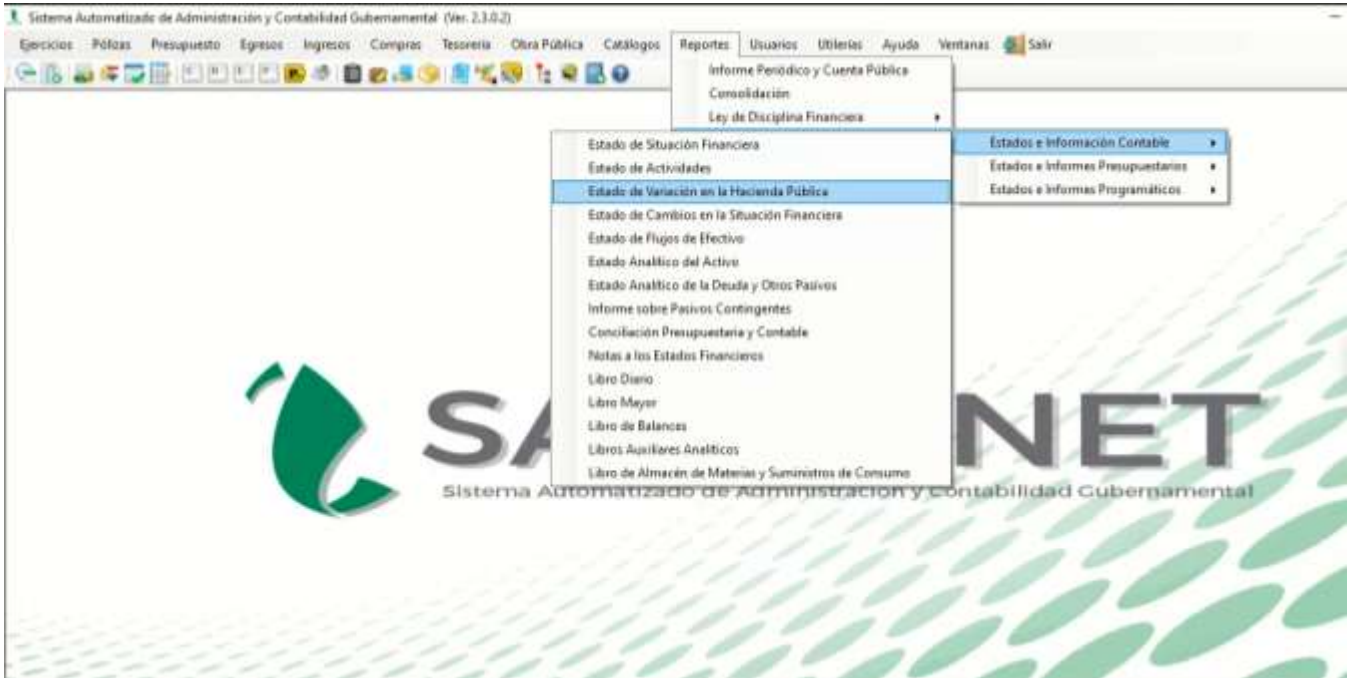 Sistema Automatizado de Administración y Contabilidad Gubernamental (Ver. 2.3.0.2)
Ejercicios Pólizas Presupuesto Egresos Ingresos Compras Tesorería Obra Pública Catálogos Reportes Usuarios Utilerías Ayuda Ventanas Salir
Informe Periódico y Cuenta Pública
Consolidación
Ley de Disciplina Financiera
Estados e Información Contable
Estados e Informes Presupuestarios
Estados e Informes Programáticos
Estado de Situación Financiera
Estado de Actividades
Estado de Variación en la Hacienda Pública
Estado de Cambios en la Situación Financiera
Estado de Flujos de Efectivo
Estado Analítico del Activo
Estado Analítico de la Deuda y Otros Pasivos
Informe sobre Pasivos Contingentes
Conciliación Presupuestaria y Contable
Notas a los Estados Financieros
Libro Diario
Libro Mayor
Libro de Balances
Libros Auxiliares Analíticos
Libro de Almacén de Materias y Suministros de Consumo
NET
Sistema Automatizado de Administración y Contabilidad Gubernamental